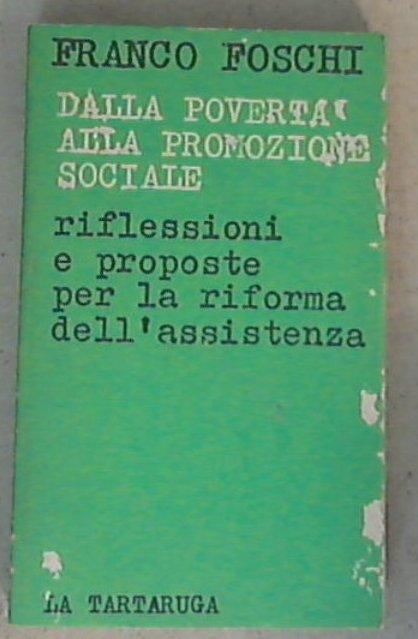 FRANCO FOSCHI
DALLA POVERTA'
ALLA PROMOZIONE
SOCIALE
riflessioni
e proposte
per la riforma
dell'assistenza
LA TARTARUGA